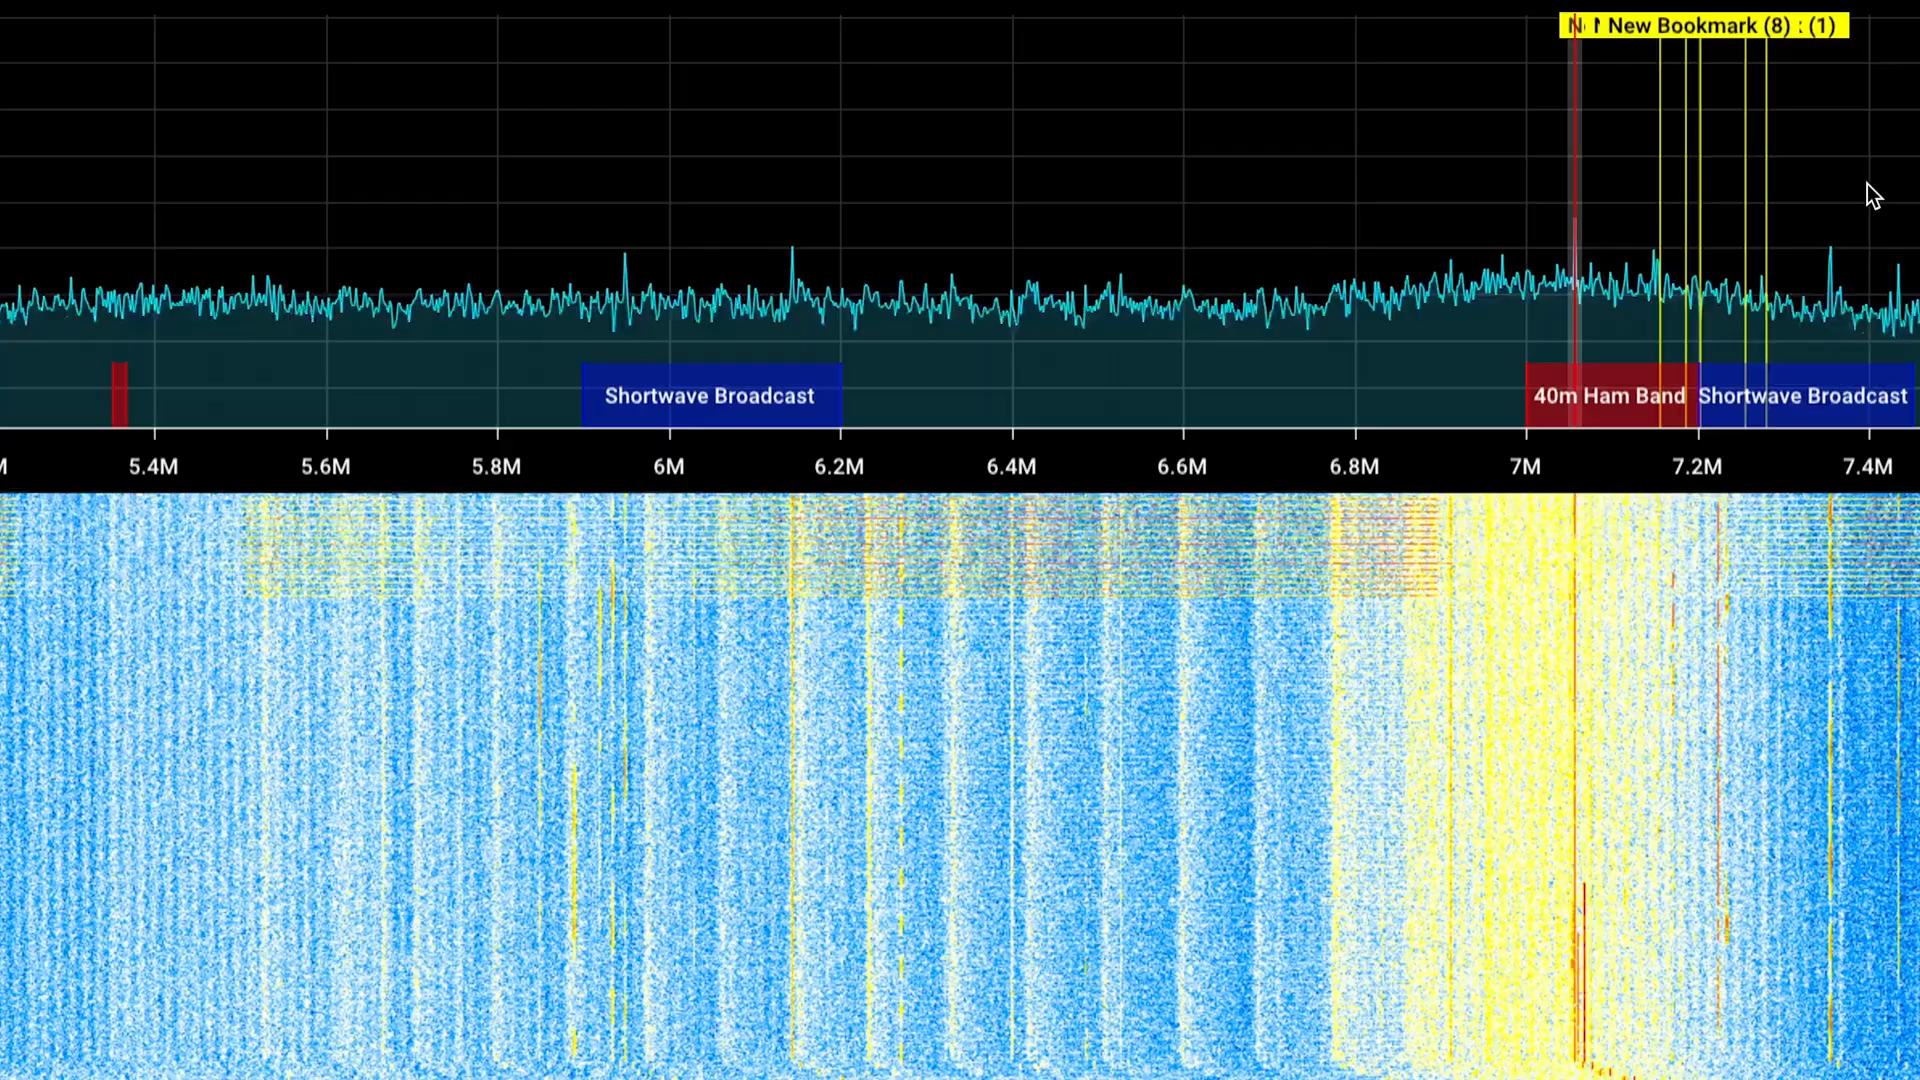 New Bookmark (8) : (1)
Shortwave Broadcast
40m Ham Band
Shortwave Broadcast
5.4M 5.6M 5.8M 6M 6.2M 6.4M 6.6M 6.8M 7M 7.2M 7.4M